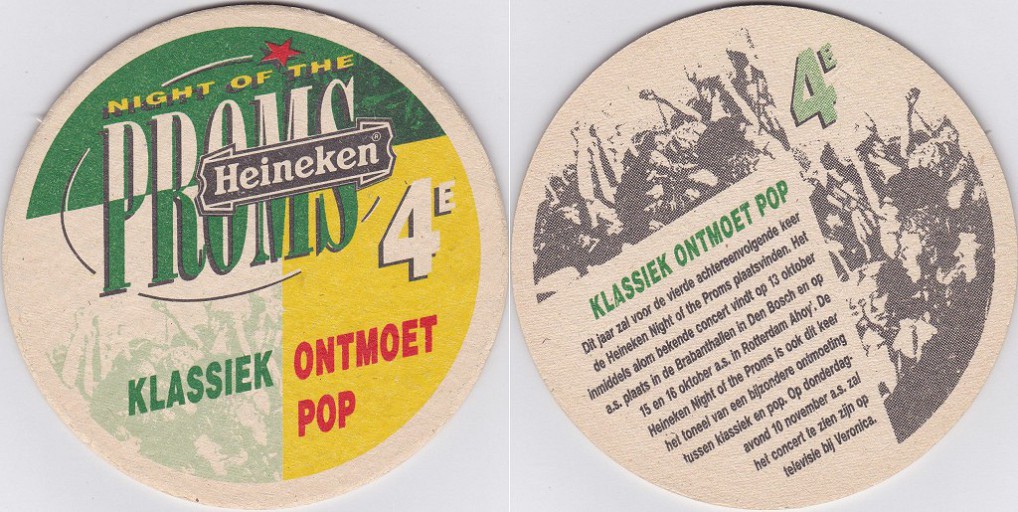 NIGHT OF THE
PROMS
Heineken®
4E
KLASSIEK ONTMOET
POP
4E
KLASSIEK ONTMOET POP
Dit jaar zal voor de vierde achtereenvolgende keer
de Heineken Night of the Proms plaatsvinden. Het
inmiddels alom bekende concert vindt op 13 oktober
a.s. plaats in de Brabanthallen in Den Bosch en op
15 en 16 oktober a.s. in Rotterdam Ahoy'. De
Heineken Night of the Proms is ook dit keer
het toneel van een bijzondere ontmoeting
tussen klassiek en pop. Op donderdag-
avond 10 november a.s. zal
het concert te zien zijn op
televisie bij Veronica.